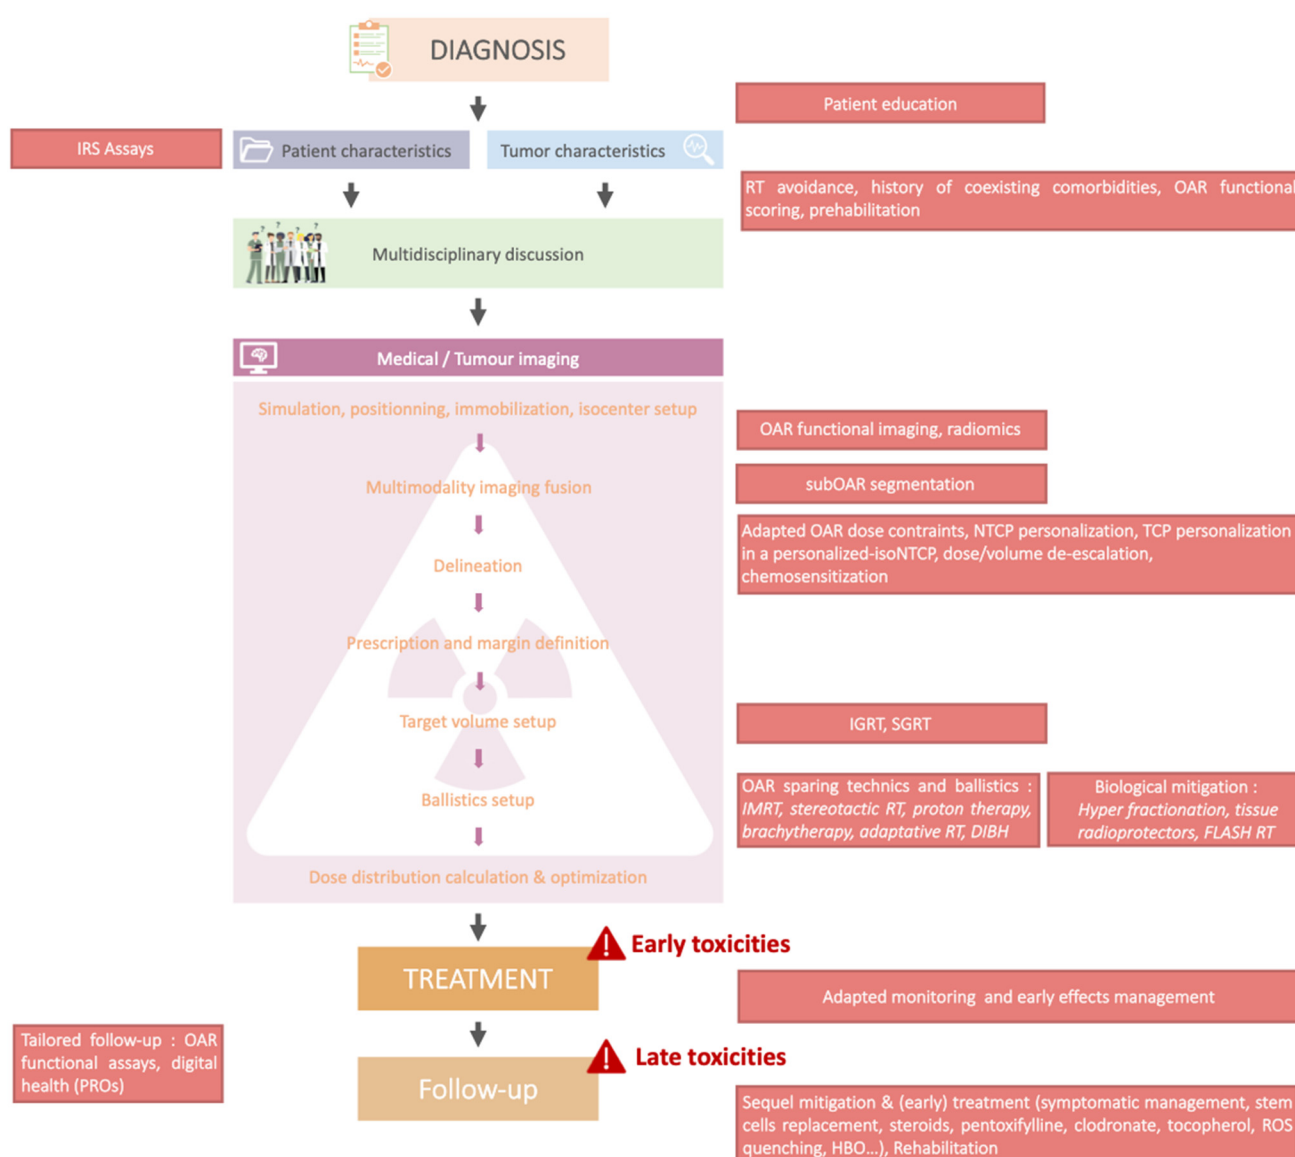 DIAGNOSIS
Patient education
IRS Assays
Patient characteristics
Tumor characteristics
RT avoidance, history of coexisting comorbidities, OAR functional
scoring, prehabilitation
Multidisciplinary discussion
Medical / Tumour imaging
Simulation, positionning, immobilization, isocenter setup
OAR functional imaging, radiomics
Multimodality imaging fusion
subOAR segmentation
Adapted OAR dose contraints, NTCP personalization, TCP personalization
in a personalized-isoNTCP, dose/volume de-escalation,
chemosensitization
Delineation
Prescription and margin definition
Target volume setup
IGRT, SGRT
Ballistics setup
OAR sparing technics and ballistics :
IMRT, stereotactic RT, proton therapy,
brachytherapy, adaptative RT, DIBH
Biological mitigation :
Hyper fractionation, tissue
radioprotectors, FLASH RT
Dose distribution calculation & optimization
Early toxicities
TREATMENT
Adapted monitoring and early effects management
Tailored follow-up : OAR
functional assays, digital
health (PROs)
Late toxicities
Follow-up
Sequel mitigation & (early) treatment (symptomatic management, stem
cells replacement, steroids, pentoxifylline, clodronate, tocopherol, ROS
quenching, HBO...), Rehabilitation